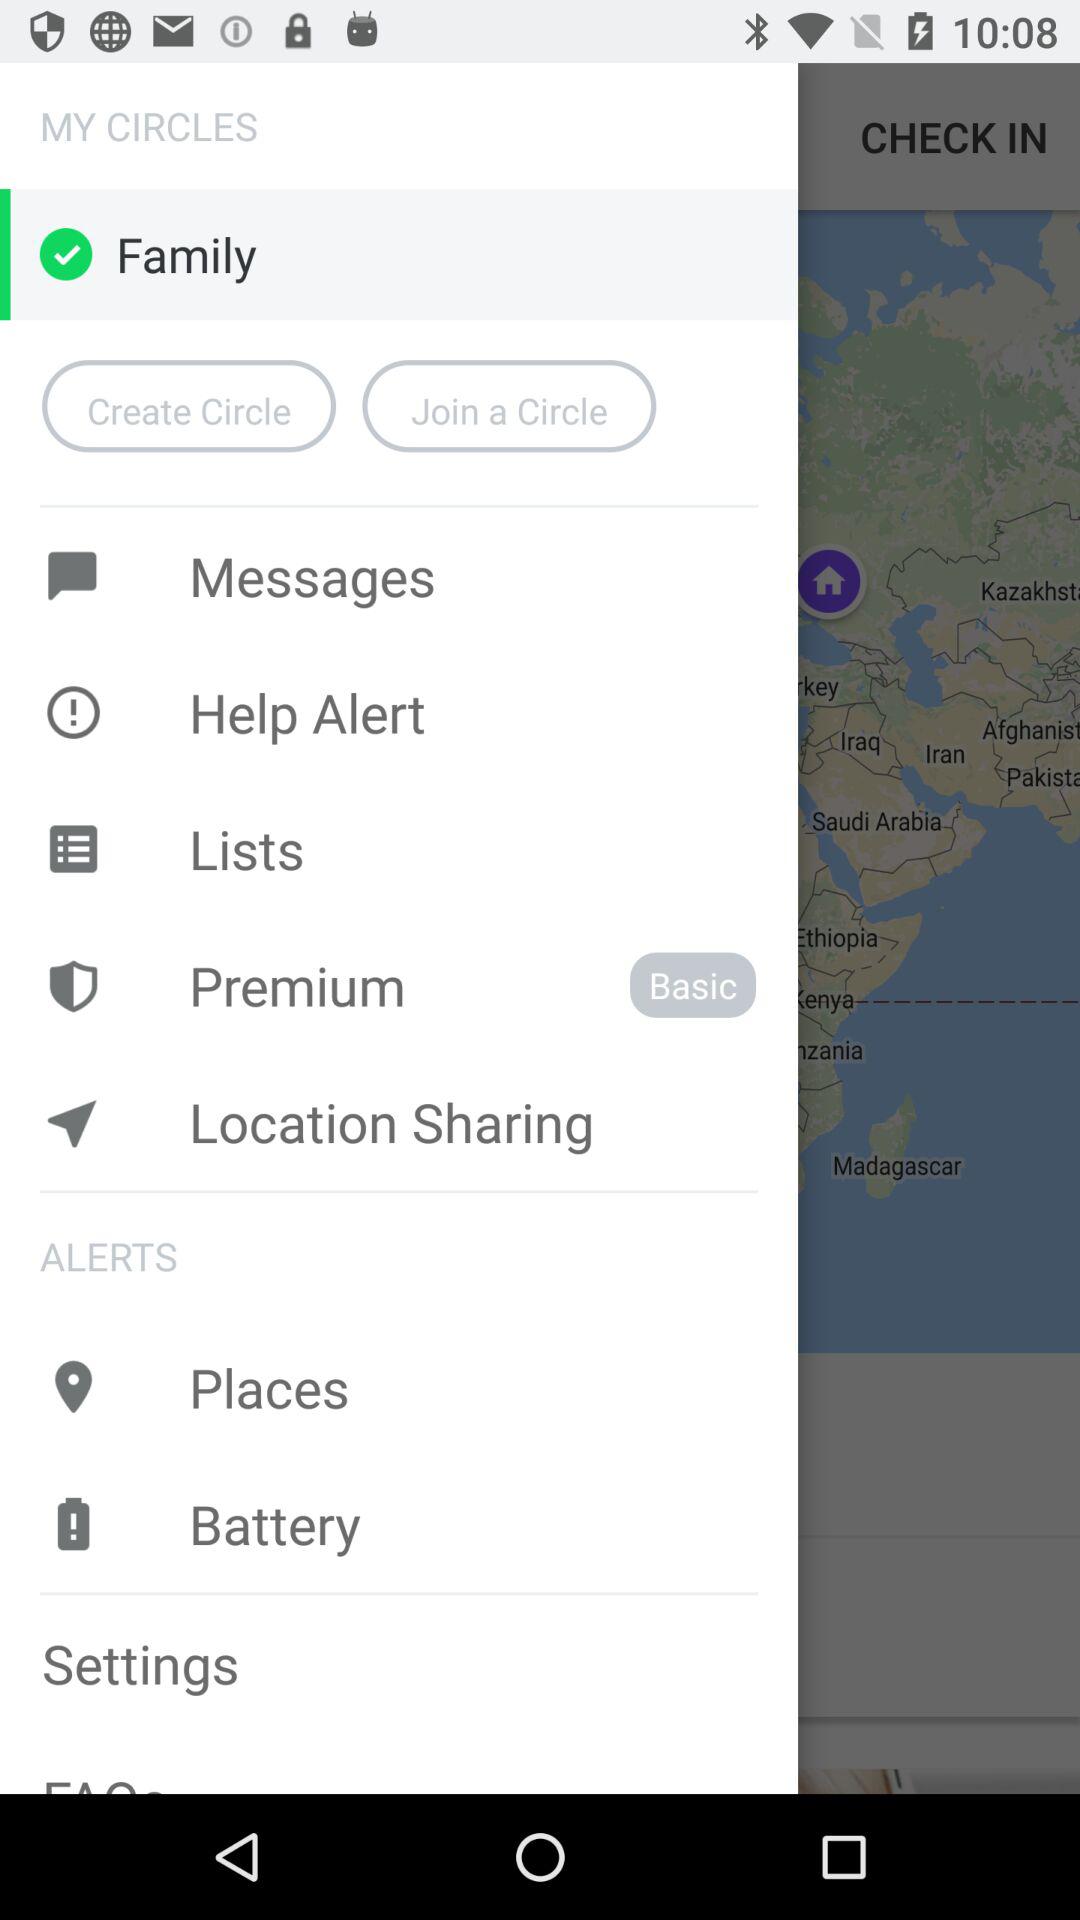 10:08
MY CIRCLES
CHECK IN
Family
Create Circle
Join a Circle
Messages
Help Alert
Lists
Premium
Basic
Location Sharing
ALERTS
Places
Battery
Settings
FAQs
Kazakhsta
rkey
Iraq
Iran
Afghanist
Pakista
Saudi Arabia
Ethiopia
Kenya
nzania
Madagascar